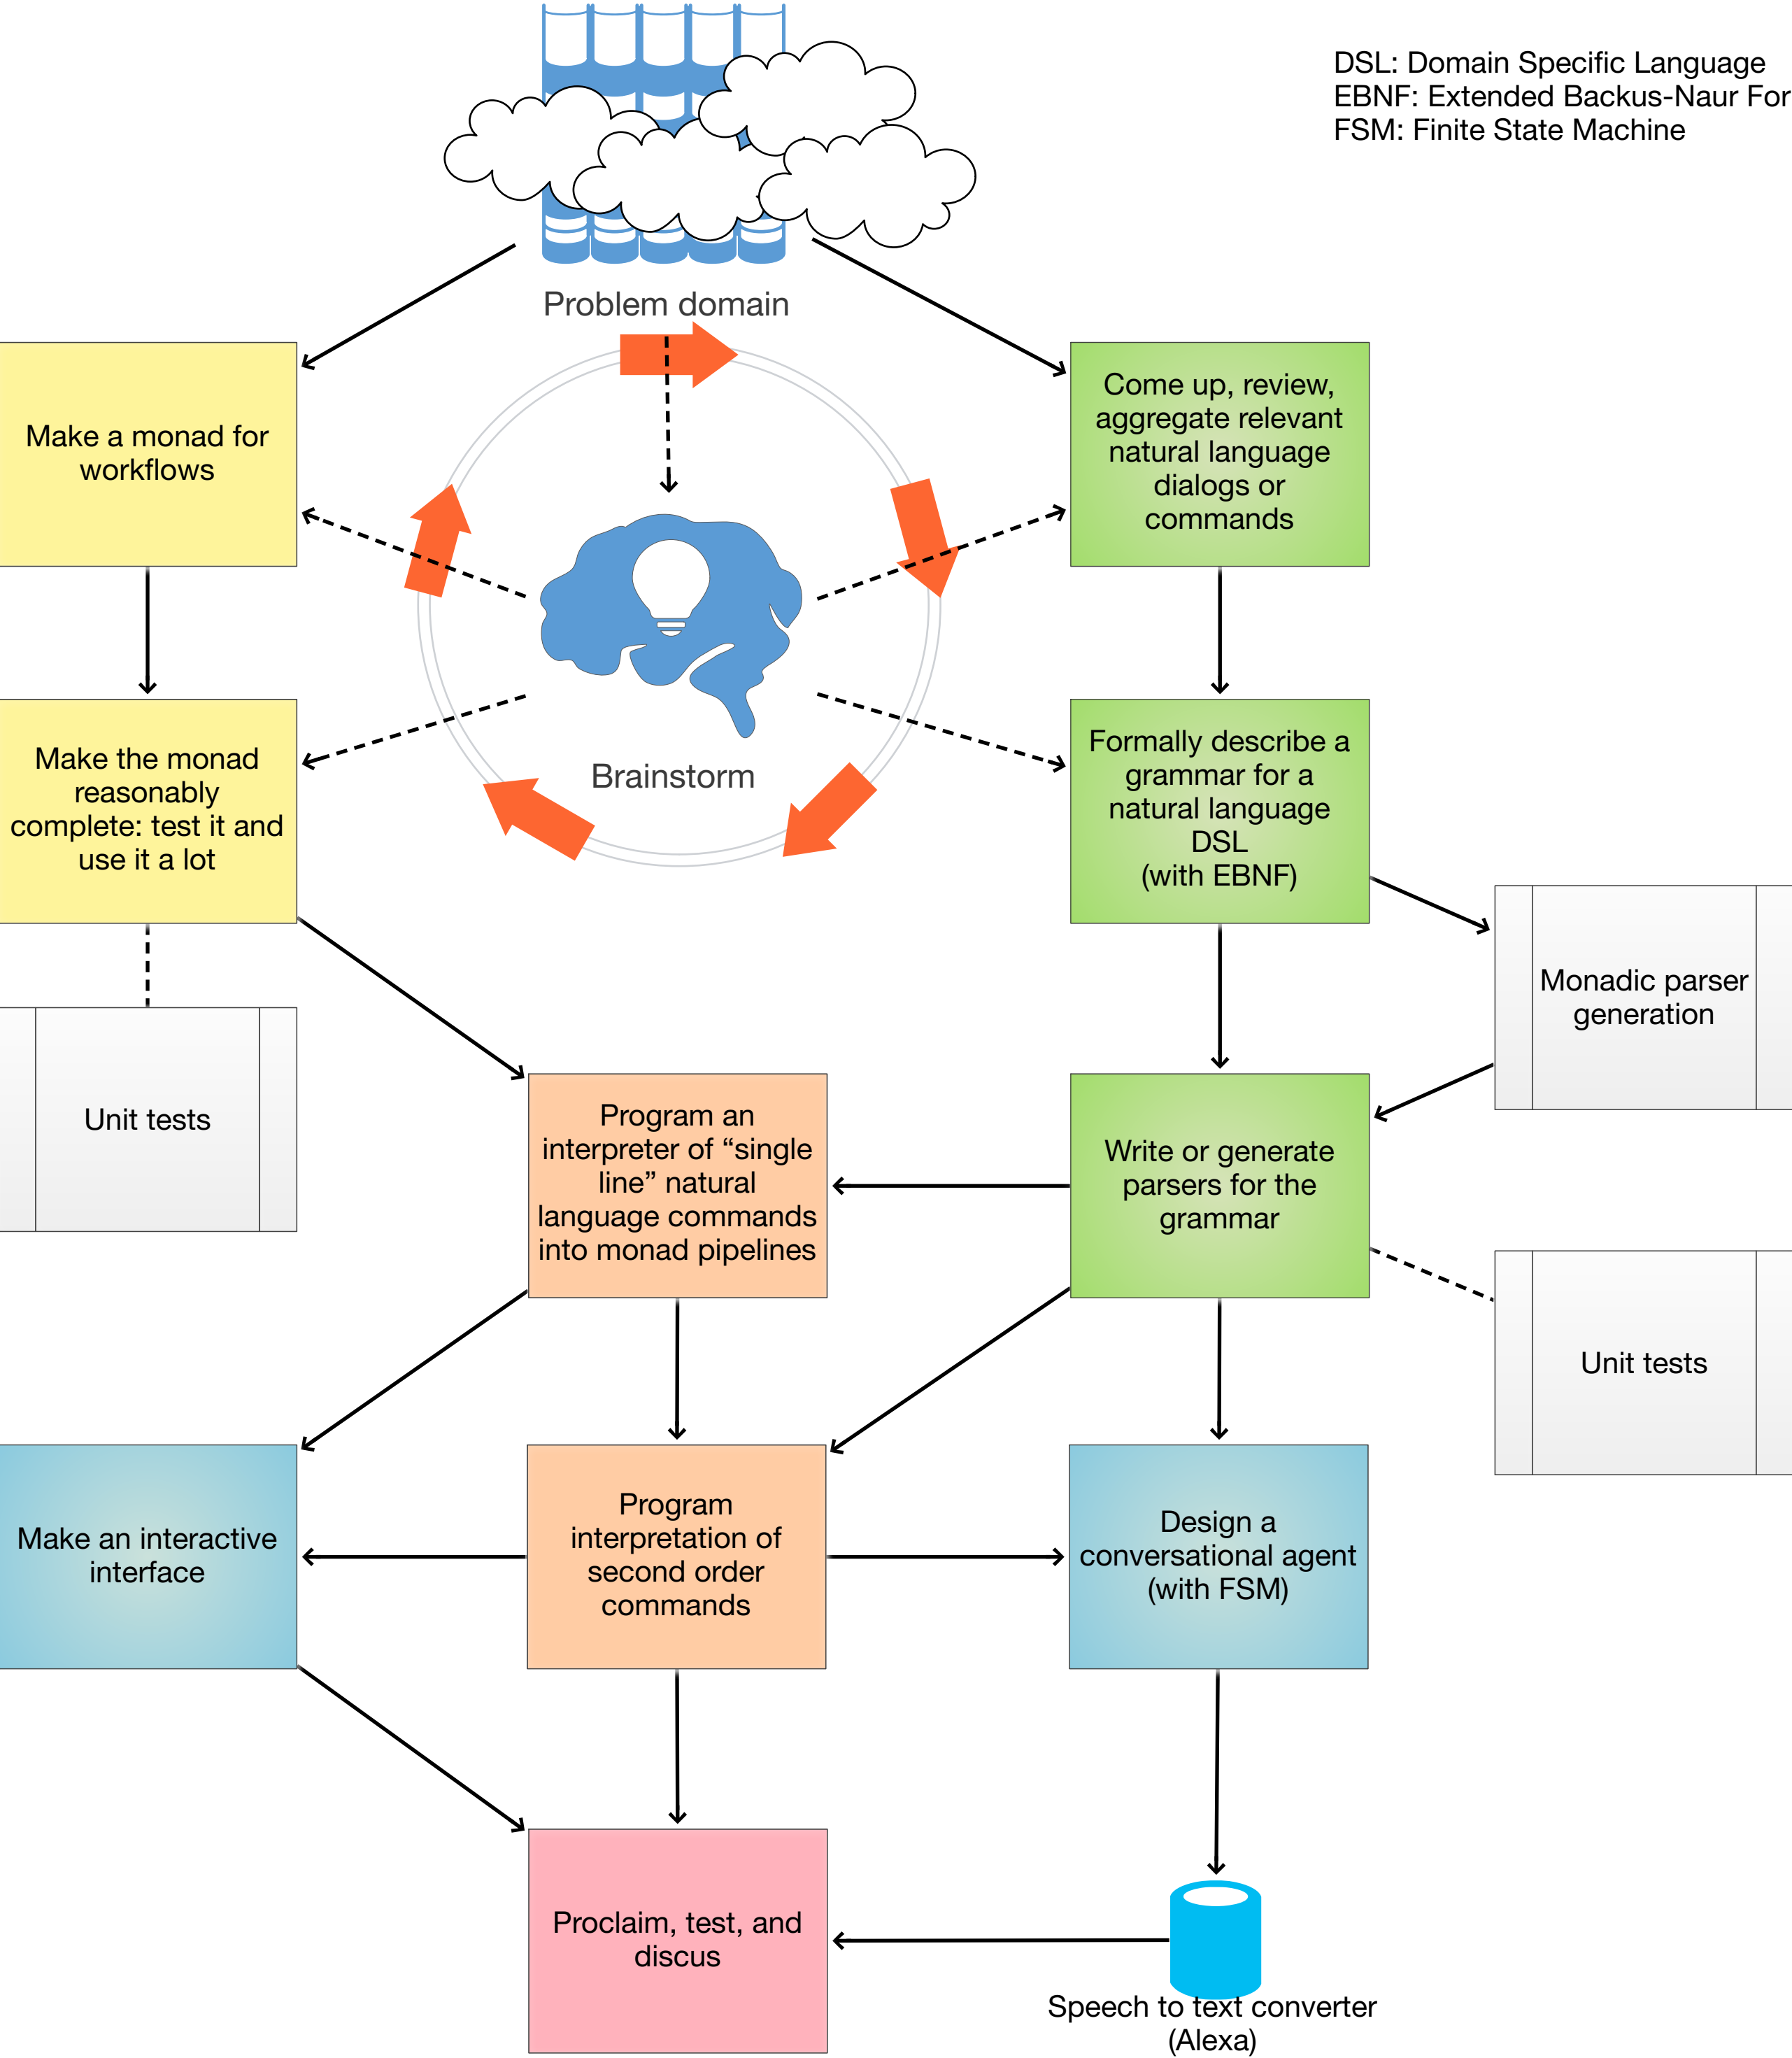 DSL: Domain Specific Language
EBNF: Extended Backus-Naur For
FSM: Finite State Machine
Problem domain
Make a monad for
workflows
Come up, review,
aggregate relevant
natural language
dialogs or
commands
Brainstorm
Make the monad
reasonably
complete: test it and
use it a lot
Formally describe a
grammar for a
natural language
DSL
(with EBNF)
Monadic parser
generation
Unit tests
Program an
interpreter of “single
line” natural
language commands
into monad pipelines
Write or generate
parsers for the
grammar
Unit tests
Make an interactive
interface
Program
interpretation of
second order
commands
Design a
conversational agent
(with FSM)
Proclaim, test, and
discus
Speech to text converter
(Alexa)